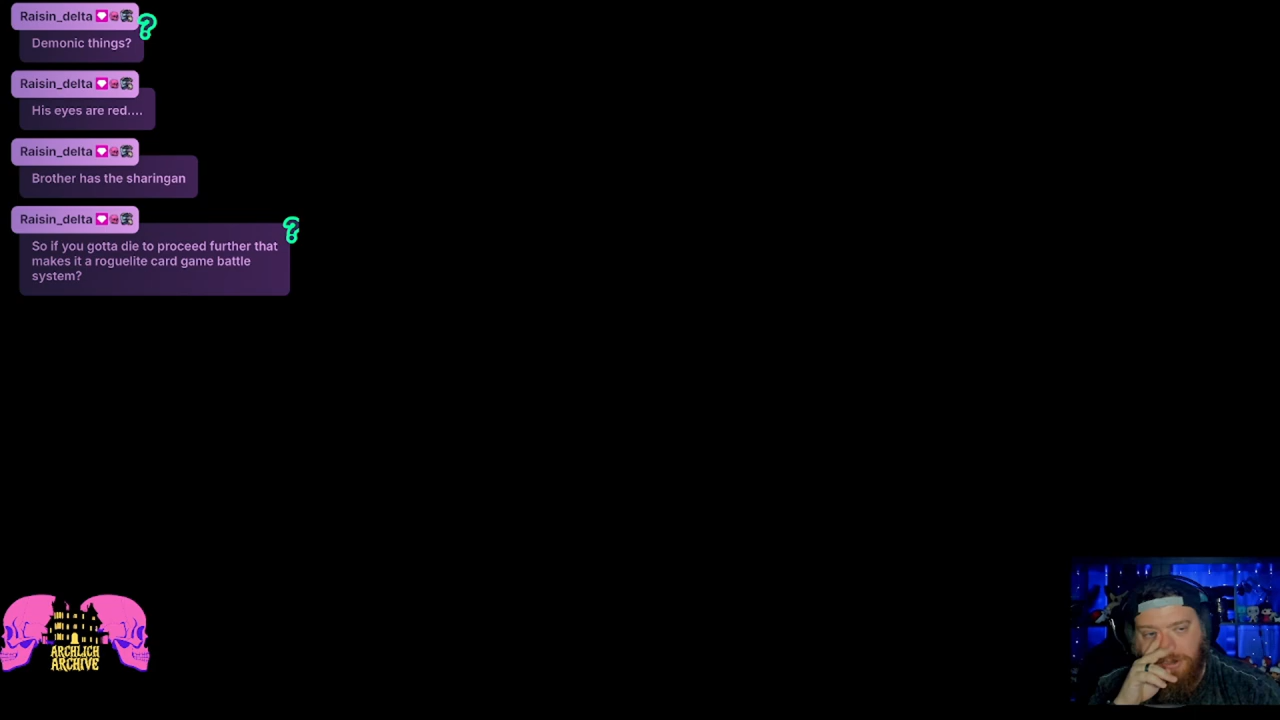 Raisin_delta
Demonic things?
Raisin_delta
His eyes are red....
Raisin_delta
Brother has the sharingan
Raisin_delta
So if you gotta die to proceed further that
makes it a roguelite card game battle
system?
ARCHLICH
ARCHIVE